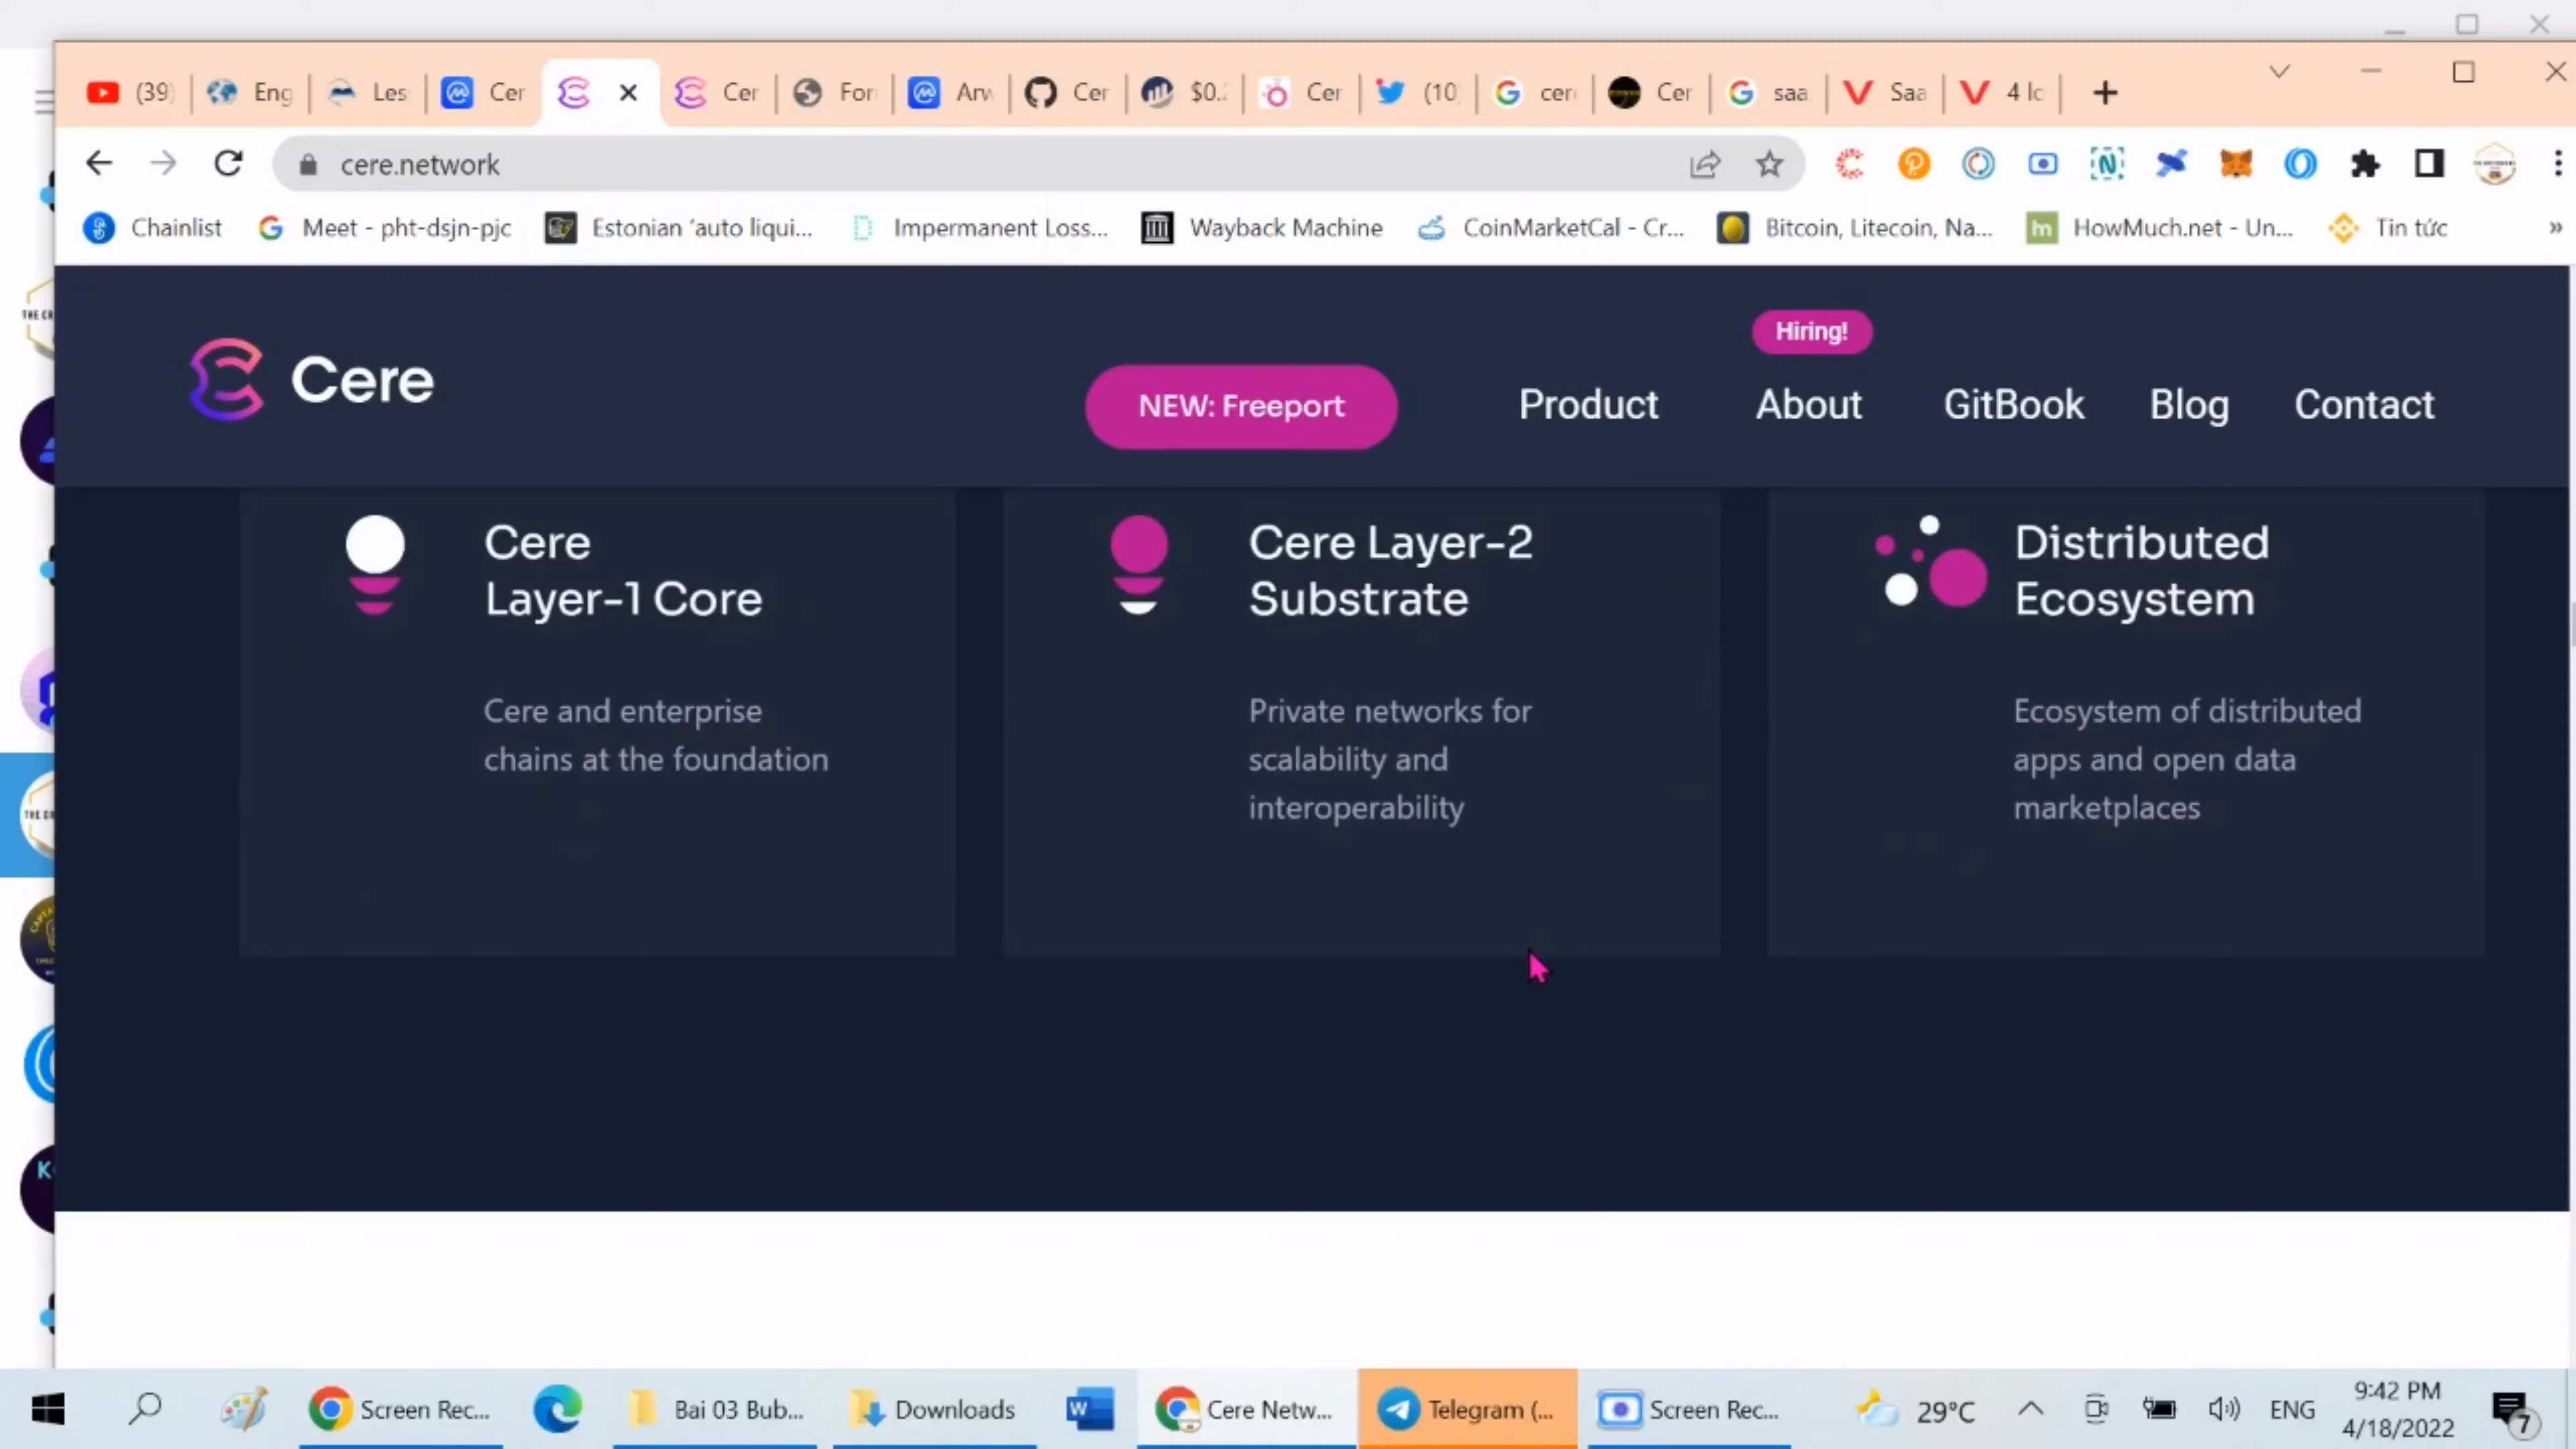 (39)
Eng
Les
Cer
Cer
For
Arw
Cer
$0.
Cer
(10
cer
Cer
saa
Saa
4 lo
cere.network
Chainlist
Meet - pht-dsjn-pjc
Estonian ‘auto liqui...
Impermanent Loss...
Wayback Machine
CoinMarketCal - Cr...
Bitcoin, Litecoin, Na...
hm
HowMuch.net - Un...
Tin tức
»
Cere
NEW: Freeport
Product
Hiring!
About
GitBook
Blog
Contact
Cere
Layer-1 Core
Cere and enterprise
chains at the foundation
Cere Layer-2
Substrate
Private networks for
scalability and
interoperability
Distributed
Ecosystem
Ecosystem of distributed
apps and open data
marketplaces
Screen Rec...
Bai 03 Bub...
Downloads
Cere Netw...
Telegram (...
Screen Rec...
29°C
ENG
9:42 PM
4/18/2022
7